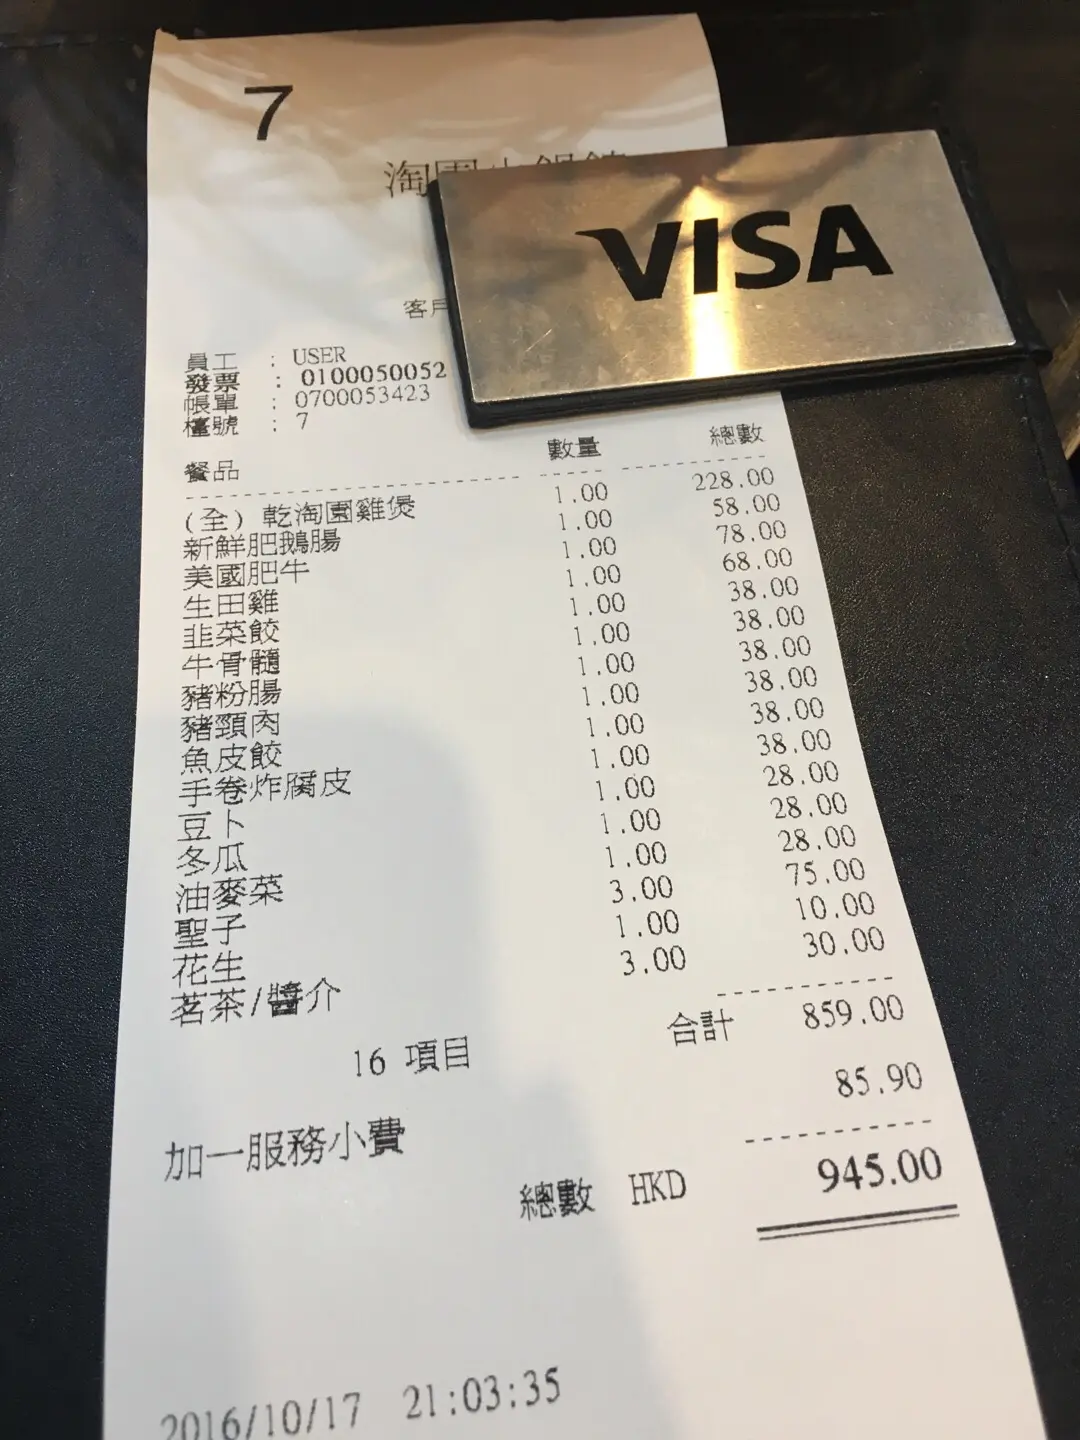 7
淘園小
VISA
客戶
員工 : USER
發票 : 0100050052
帳單 : 0700053423
檯號 : 7
餐品 數量 總數
(全) 乾淘園雞煲 1.00 228.00
新鮮肥鵝腸 1.00 58.00
美國肥牛 1.00 78.00
生田雞 1.00 68.00
韭菜餃 1.00 38.00
牛骨髓 1.00 38.00
豬粉腸 1.00 38.00
豬頸肉 1.00 38.00
魚皮餃 1.00 38.00
手卷炸腐皮 1.00 38.00
豆卜 1.00 28.00
冬瓜 1.00 28.00
油麥菜 1.00 28.00
聖子 3.00 75.00
花生 1.00 10.00
茗茶/醬介 3.00 30.00
16 項目 合計 859.00
加一服務小費 85.90
總數 HKD 945.00
2016/10/17 21:03:35